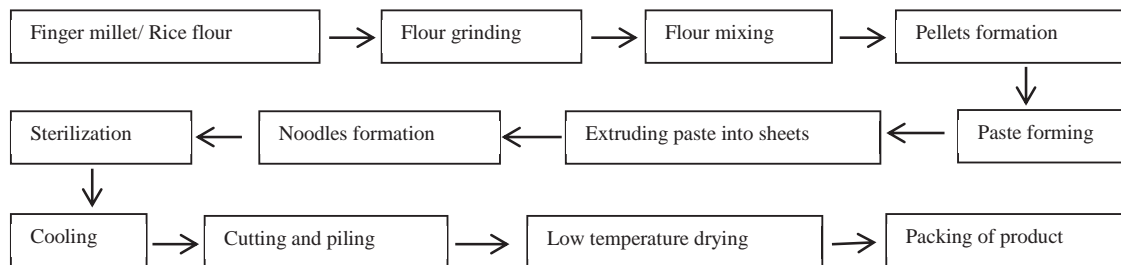 Finger millet/ Rice flour
Flour grinding
Flour mixing
Pellets formation
Paste forming
Extruding paste into sheets
Noodles formation
Sterilization
Cooling
Cutting and piling
Low temperature drying
Packing of product